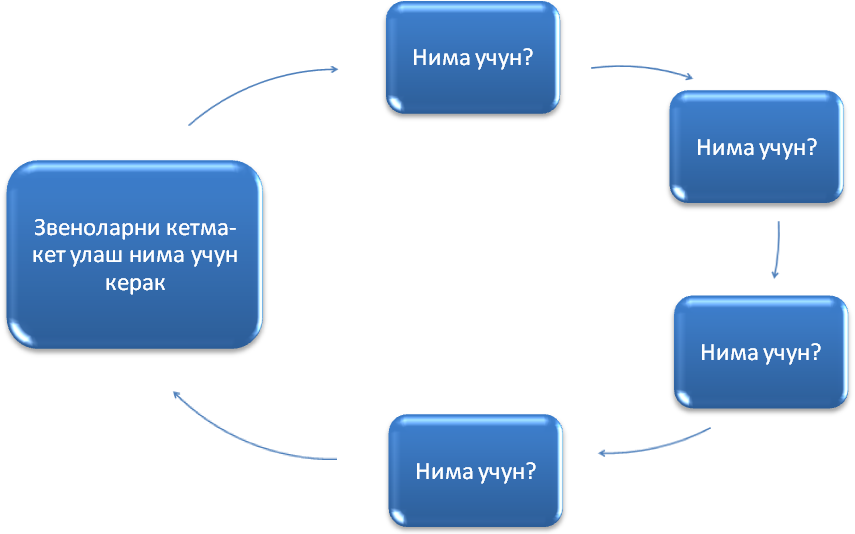 Нима учун?
Нима учун?
Звеноларни кетма-
кет улаш нима учун
керак
Нима учун?
Нима учун?